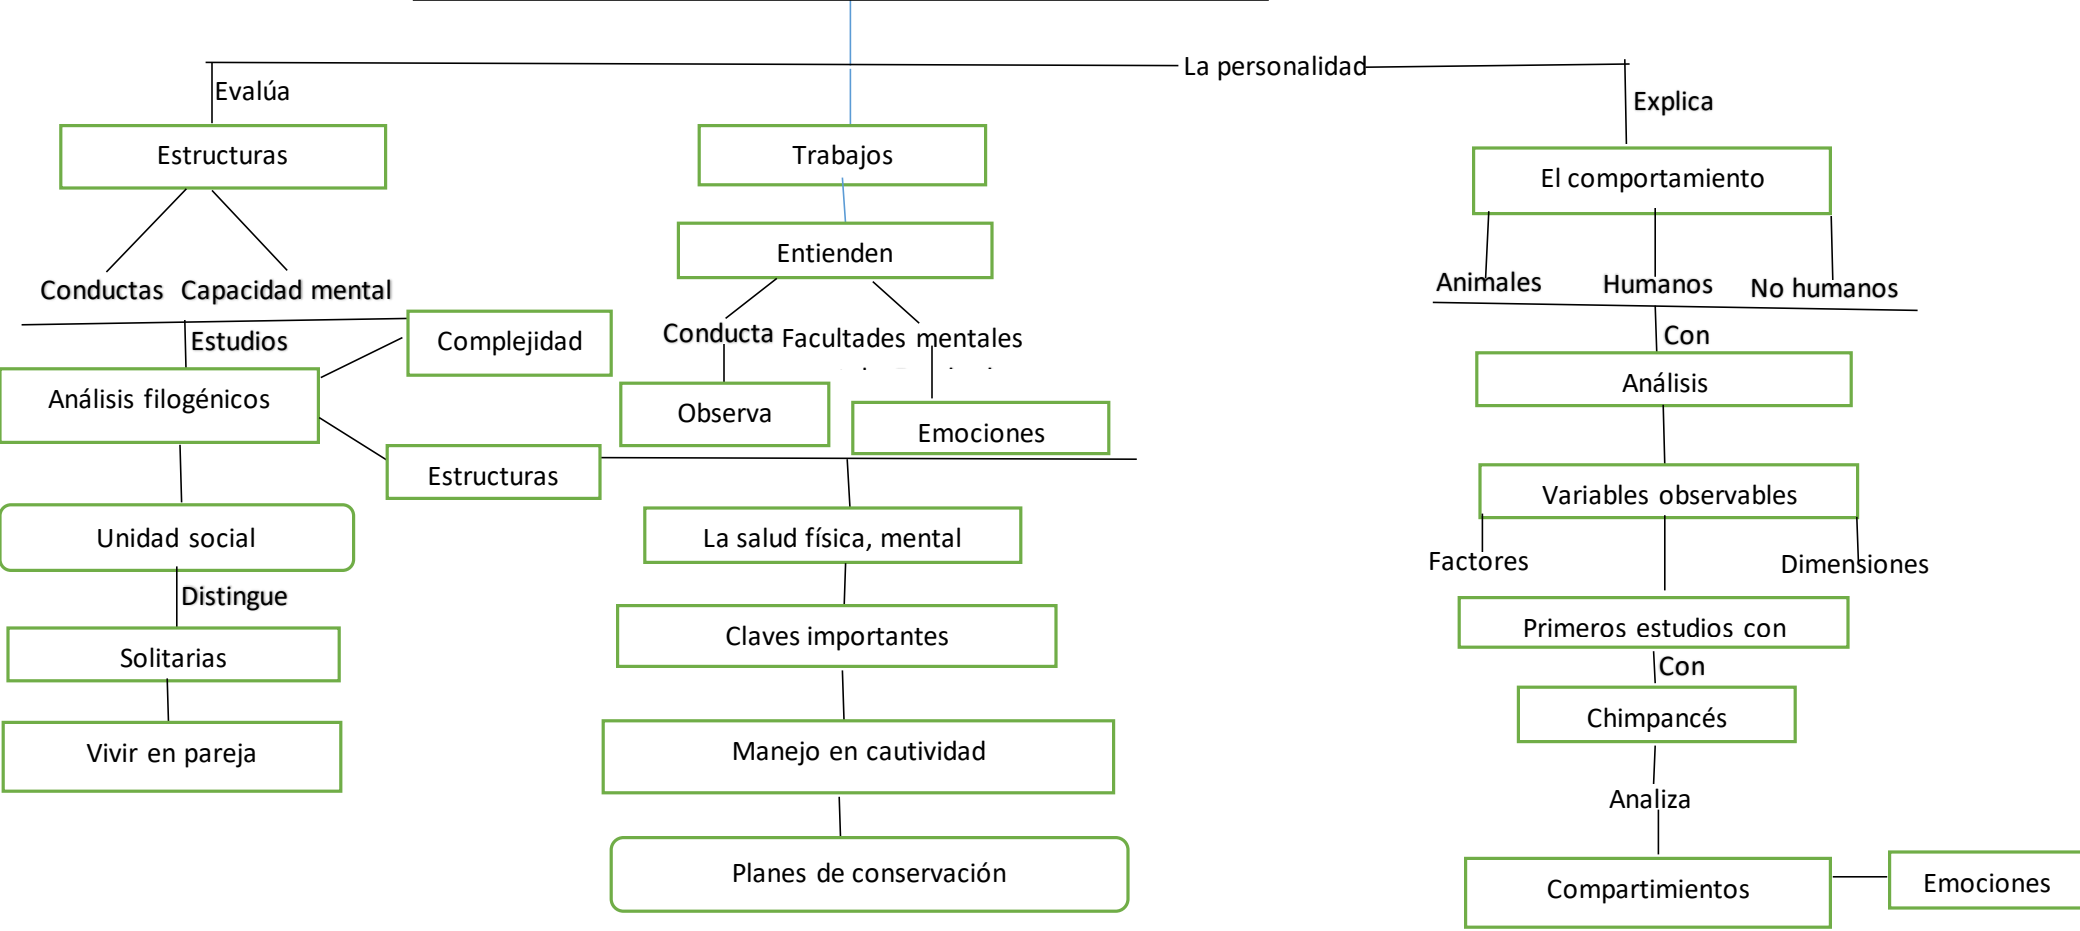 La personalidad
Evalúa
Estructuras
Conductas
Capacidad mental
Estudios
Complejidad
Análisis filogénicos
Estructuras
Unidad social
Distingue
Solitarias
Vivir en pareja
Trabajos
Entienden
Conducta
Facultades mentales
Observa
Emociones
La salud física, mental
Claves importantes
Manejo en cautividad
Planes de conservación
Explica
El comportamiento
Animales
Humanos
No humanos
Con
Análisis
Variables observables
Factores
Dimensiones
Primeros estudios con
Con
Chimpancés
Analiza
Compartimientos
Emociones